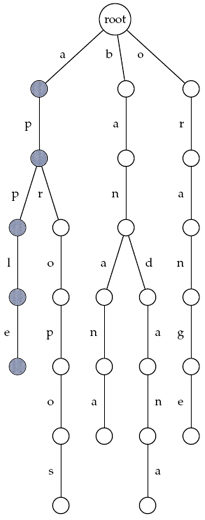 root
a b o
p a r
p r n a
l o a d n
e p n a g
o a n e
s a